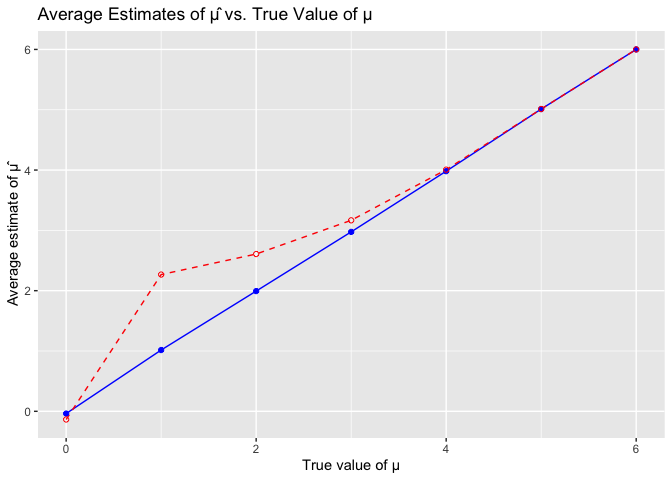 Average Estimates of μ̂ vs. True Value of μ
Average estimate of μ̂
6
4
2
0
0 2 4 6
True value of μ